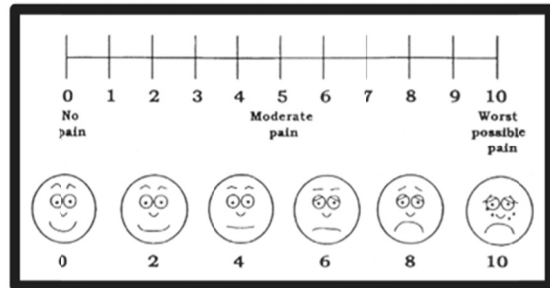 0 1 2 3 4 5 6 7 8 9 10
No Moderate Worst
pain pain possible
pain
0 2 4 6 8 10